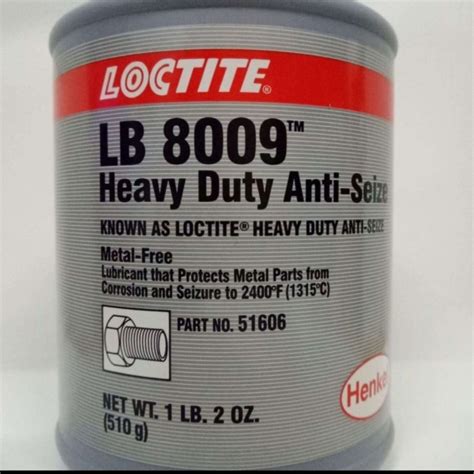 LOCTITE®
LB 8009™
Heavy Duty Anti-Seize
KNOWN AS LOCTITE® HEAVY DUTY ANTI-SEIZE
Metal-Free
Lubricant that Protects Metal Parts from
Corrosion and Seizure to 2400°F (1315°C)
PART NO. 51606
NET WT. 1 LB. 2 OZ.
(510 g)
Henke